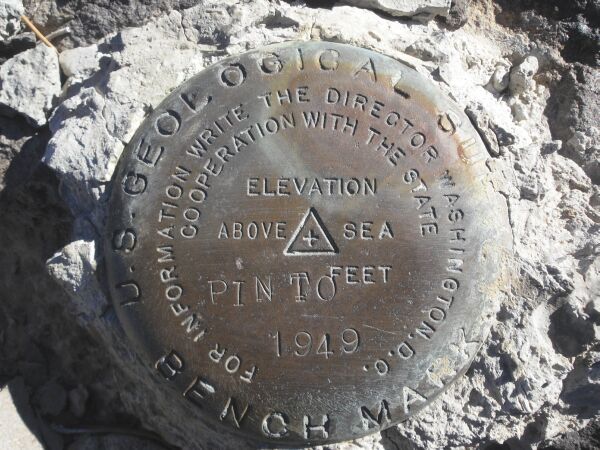 U.S. GEOLOGICAL SUR
FOR INFORMATION WRITE THE DIRECTOR WASHINGTON, D.C.
COOPERATION WITH THE STATE
ELEVATION
ABOVE SEA
FEET
PINTO
1949
BENCH MARK